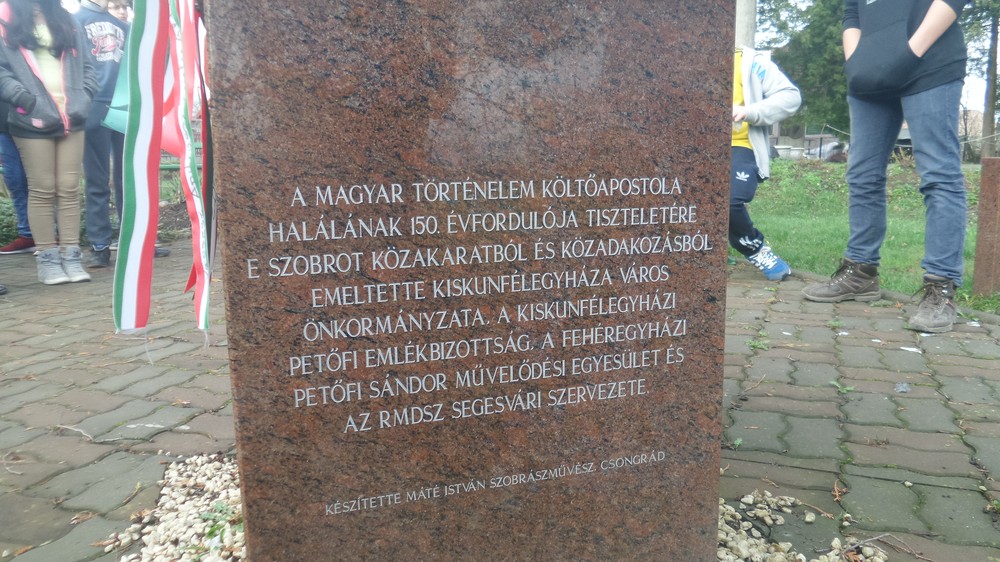 A MAGYAR TÖRTÉNELEM KÖLTŐAPOSTOLA
HALÁLÁNAK 150. ÉVFORDULÓJA TISZTELETÉRE
E SZOBROT KÖZAKARATBÓL ÉS KÖZADAKOZÁSBÓL
EMELTETTE KISKUNFÉLEGYHÁZA VÁROS
ÖNKORMÁNYZATA, A KISKUNFÉLEGYHÁZI
PETŐFI EMLÉKBIZOTTSÁG, A FEHÉREGYHÁZI
PETŐFI SÁNDOR MŰVELŐDÉSI EGYESÜLET ÉS
AZ RMDSZ SEGESVÁRI SZERVEZETE.
KÉSZÍTETTE MÁTÉ ISTVÁN SZOBRÁSZMŰVÉSZ, CSONGRÁD